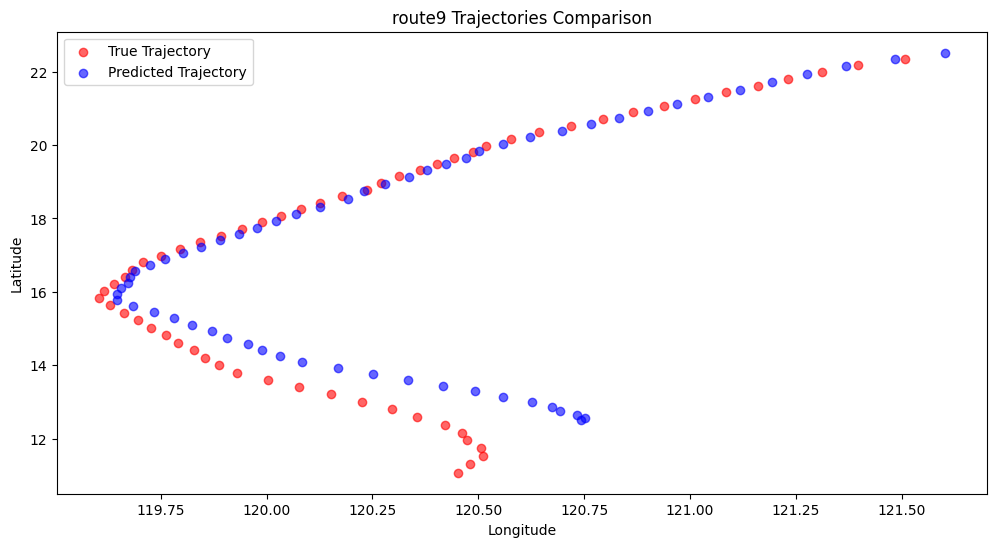 route9 Trajectories Comparison
True Trajectory
Predicted Trajectory
Latitude
22
20
18
16
14
12
119.75 120.00 120.25 120.50 120.75 121.00 121.25 121.50
Longitude